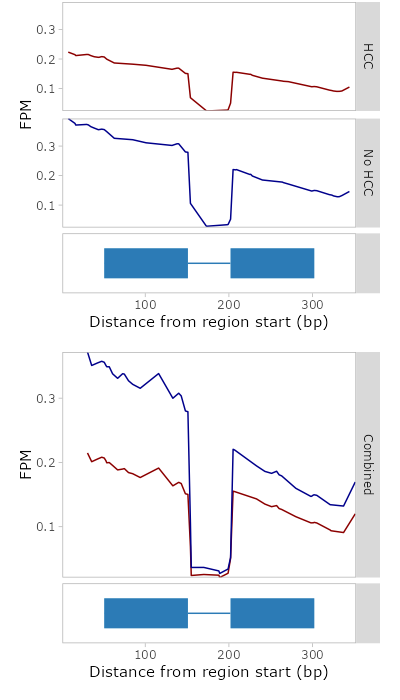 0.3
0.2
0.1
HCC
FPM
0.3
0.2
0.1
No HCC
100
200
300
Distance from region start (bp)
0.3
0.2
0.1
FPM
Combined
100
200
300
Distance from region start (bp)